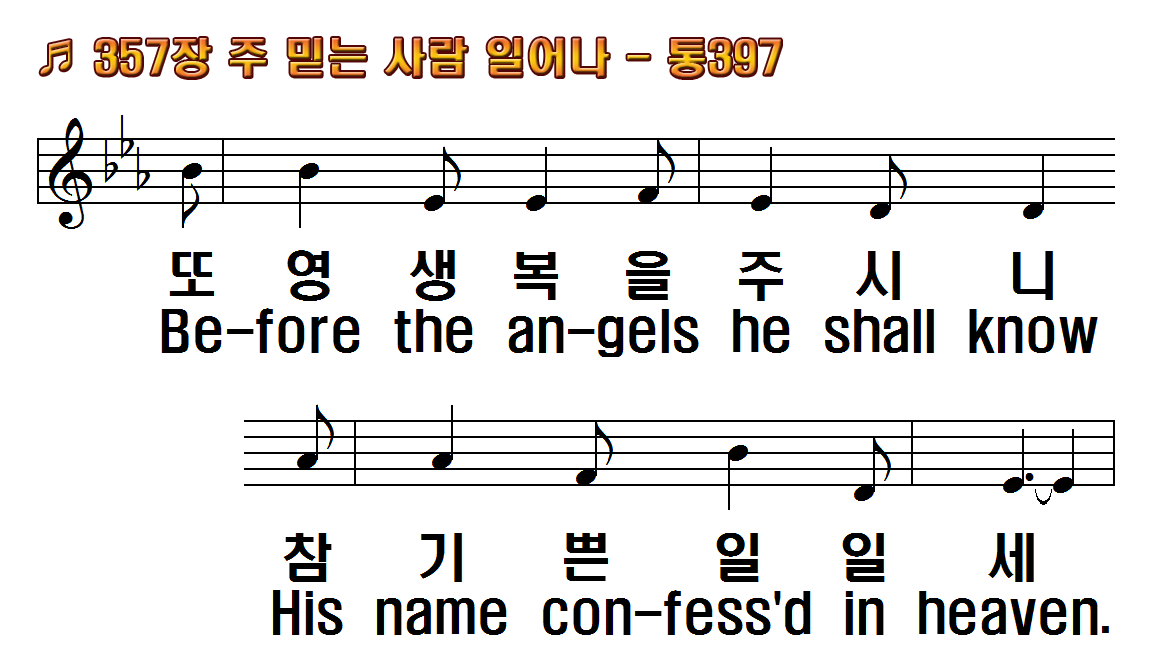 ♬ 357장 주 믿는 사람 일어나 - 통397
또 영 생 복 을 주 시 니
Be-fore the an-gels he shall know
참 기 쁜 일 일 세
His name con-fess'd in heaven.